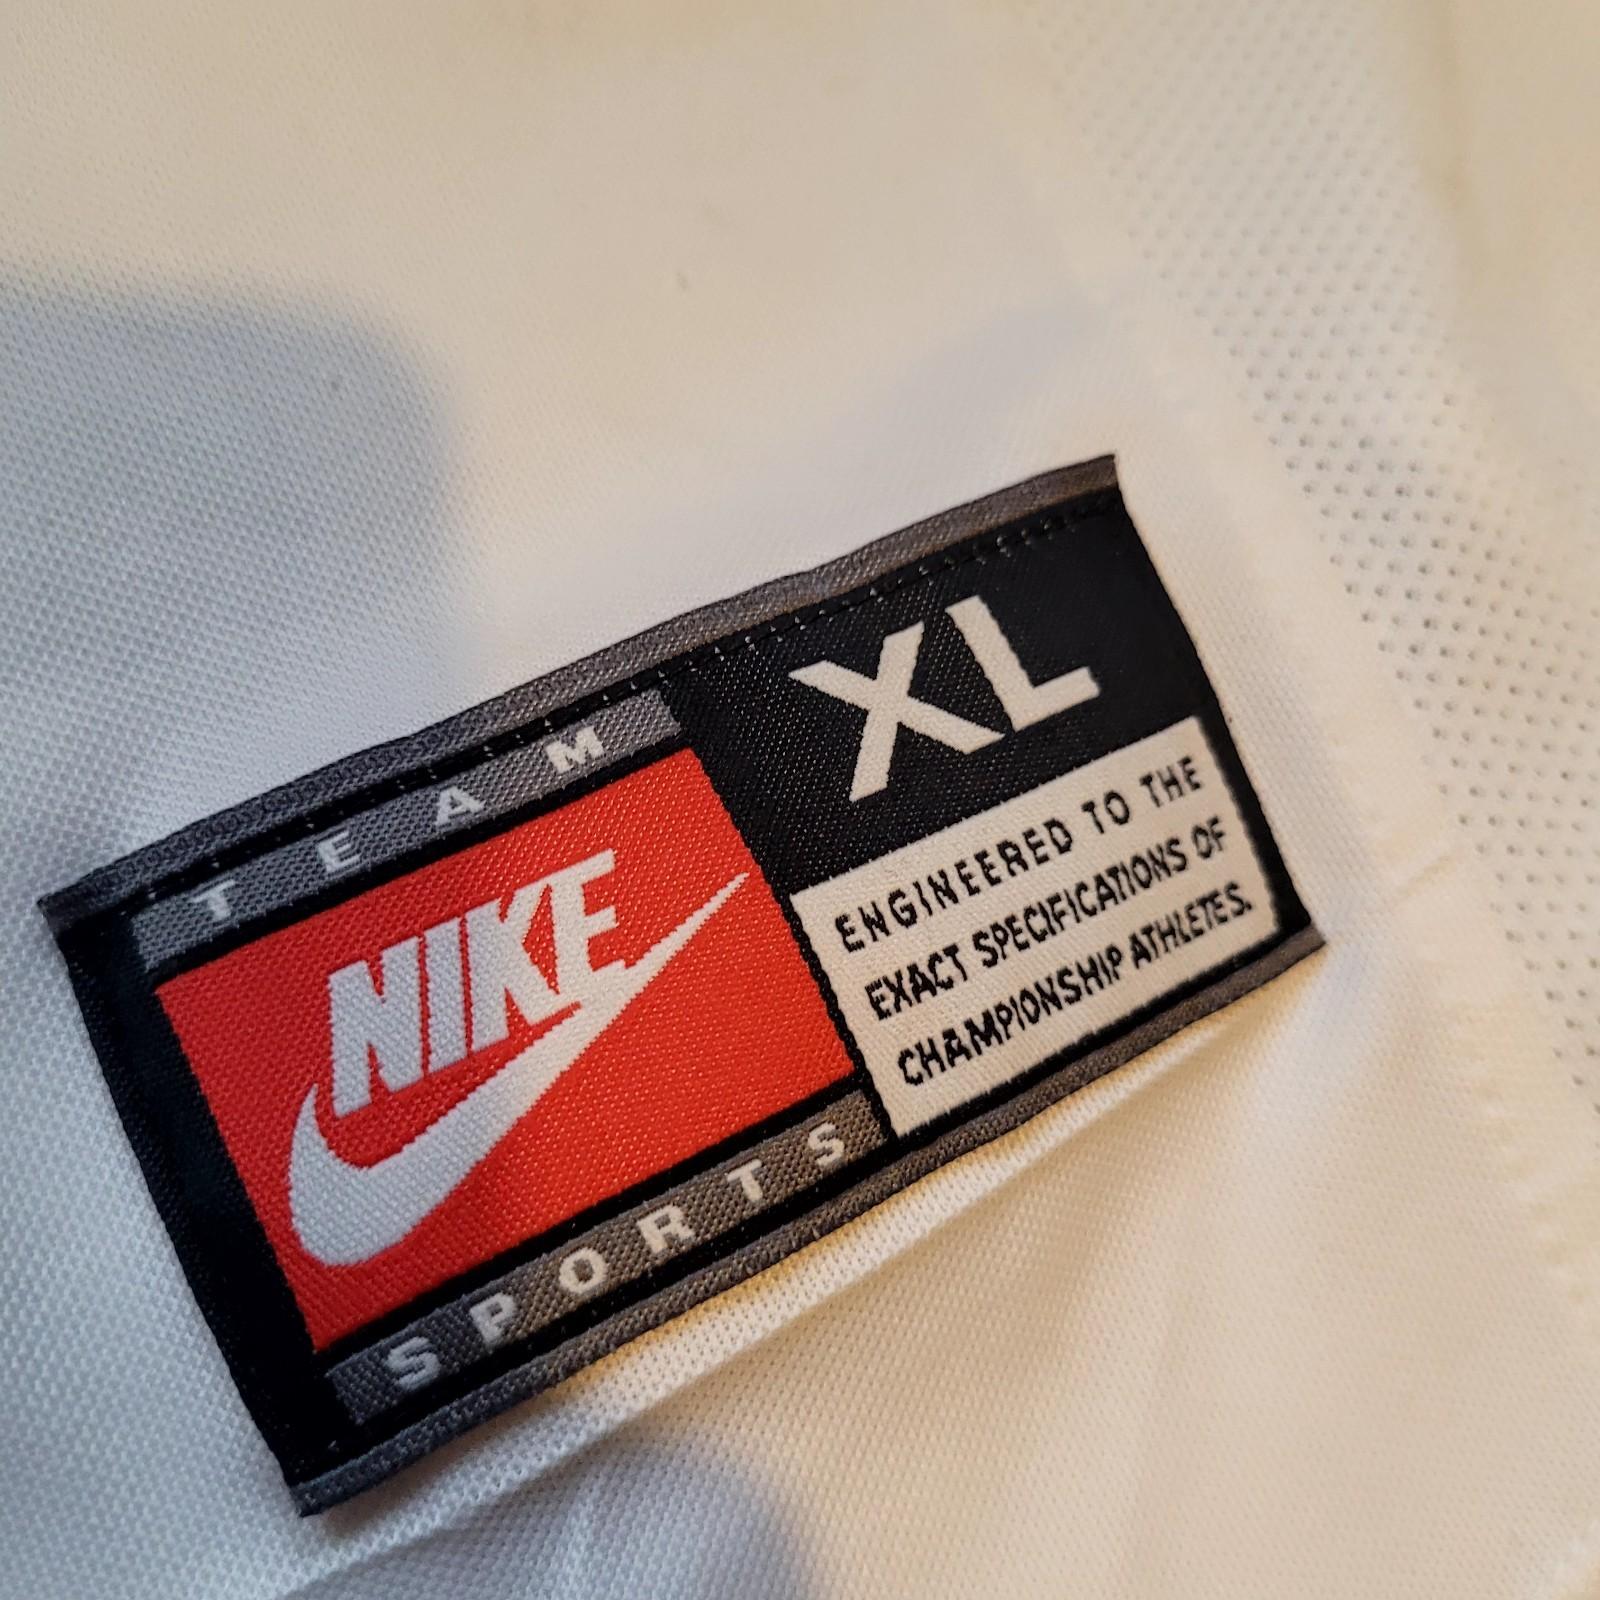 TEAM
NIKE
SPORTS
XL
ENGINEERED TO THE
EXACT SPECIFICATIONS OF
CHAMPIONSHIP ATHLETES.